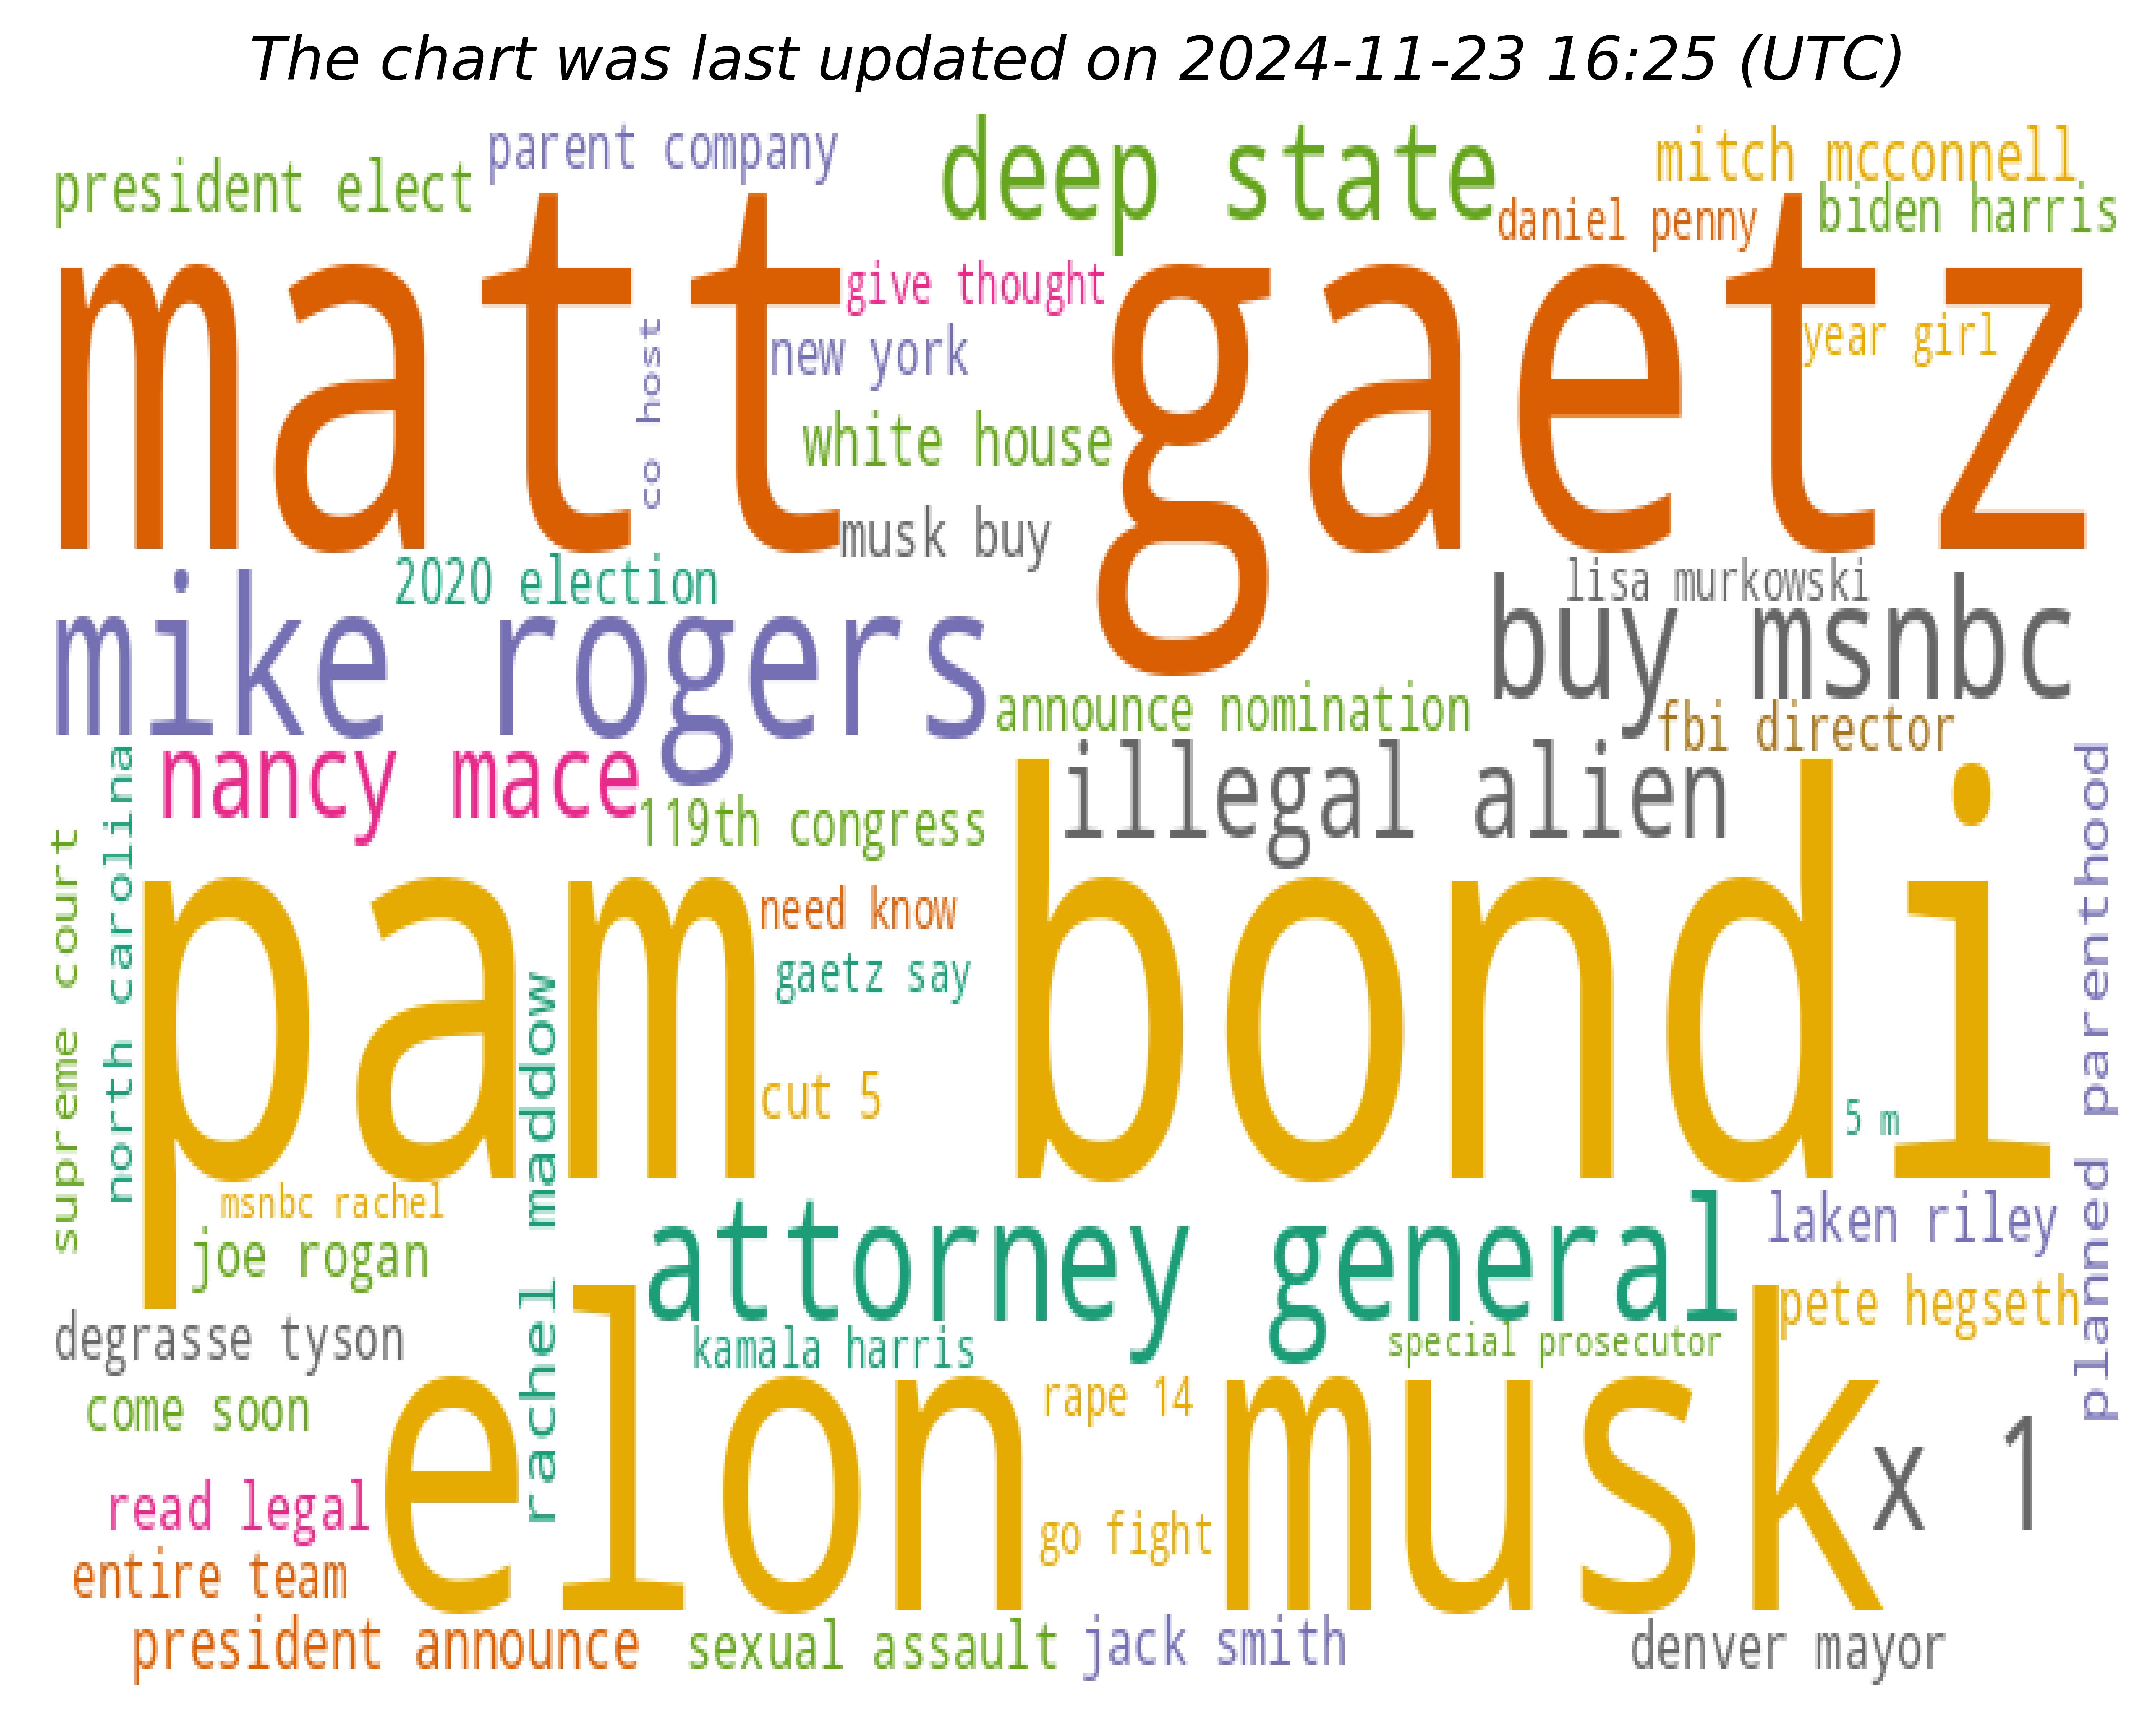 The chart was last updated on 2024-11-23 16:25 (UTC)
parent company
deep state
mitch mcconnell
president elect
daniel penny
biden harris
matt gaetz
give thought
year girl
co host
new york
white house
musk buy
2020 election
lisa murkowski
mike rogers
buy msnbc
announce nomination
fbi director
nancy mace
illegal alien
119th congress
north carolina
supreme court
planned parenthood
pam bondi
need know
gaetz say
rachel maddow
cut 5
5 m
msnbc rachel
attorney general
laken riley
joe rogan
pete hegseth
degrasse tyson
kamala harris
special prosecutor
come soon
elon musk
rape 14
x 1
read legal
go fight
entire team
president announce
sexual assault
jack smith
denver mayor